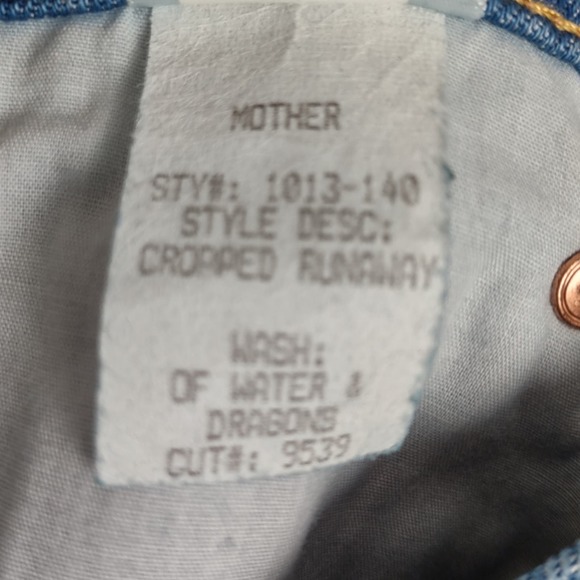 MOTHER
STY#: 1013-140
STYLE DESC:
CROPPED RUNAWAY
WASH:
OF WATER &
DRAGONS
CUT#: 9539